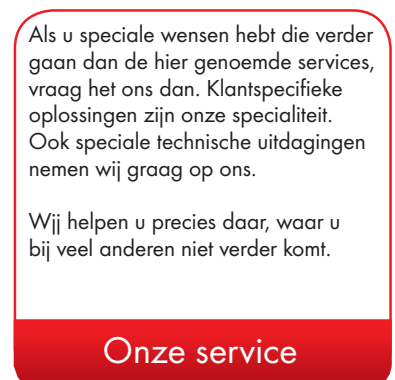 Als u speciale wensen hebt die verder
gaan dan de hier genoemde services,
vraag het ons dan. Klantspecifieke
oplossingen zijn onze specialiteit.
Ook speciale technische uitdagingen
nemen wij graag op ons.

Wjj helpen u precies daar, waar u
bij veel anderen niet verder komt.

Onze service